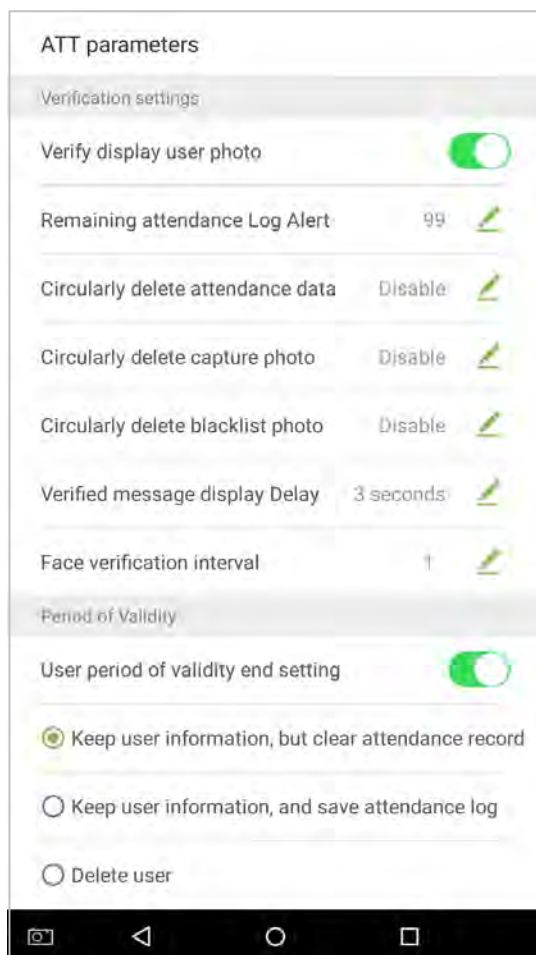 ATT parameters
Verification settings
Verify display user photo
Remaining attendance Log Alert 99
Circularly delete attendance data Disable
Circularly delete capture photo Disable
Circularly delete blacklist photo Disable
Verified message display Delay 3 seconds
Face verification interval 1
Period of Validity
User period of validity end setting
Keep user information, but clear attendance record
Keep user information, and save attendance log
Delete user